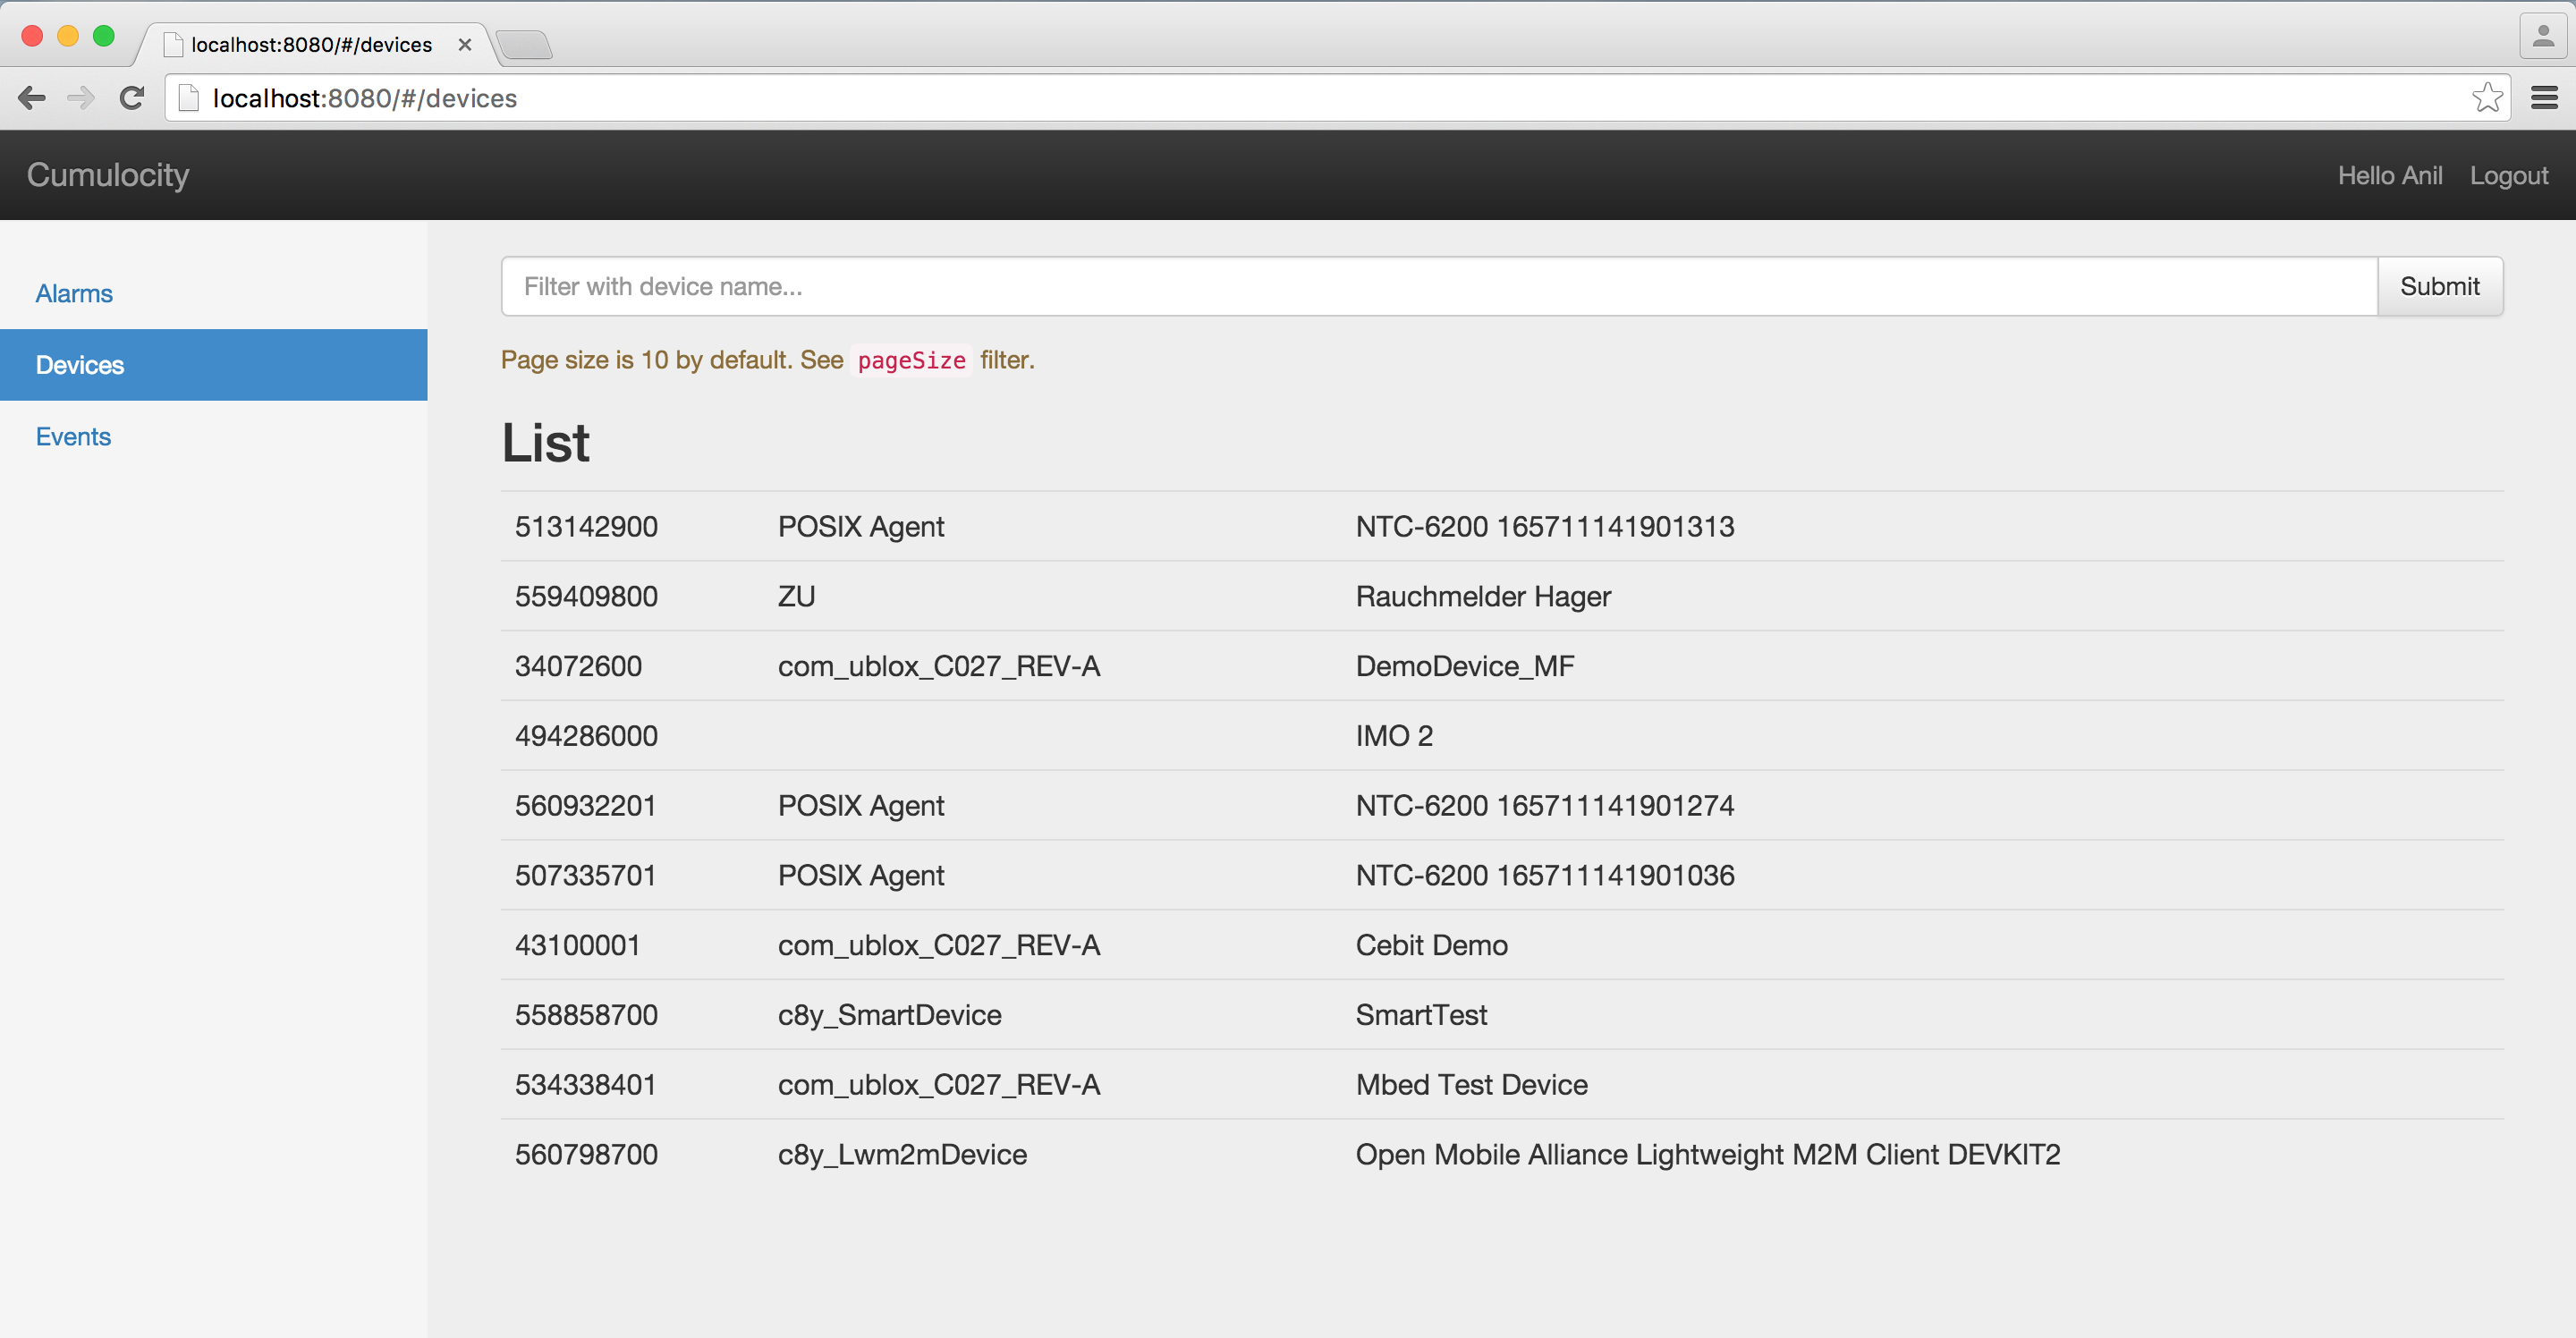 localhost:8080/#/devices
localhost:8080/#/devices
Cumulocity Hello Anil Logout
Alarms
Devices
Events
Filter with device name... Submit
Page size is 10 by default. See pageSize filter.
List
513142900 POSIX Agent NTC-6200 165711141901313
559409800 ZU Rauchmelder Hager
34072600 com_ublox_C027_REV-A DemoDevice_MF
494286000 IMO 2
560932201 POSIX Agent NTC-6200 165711141901274
507335701 POSIX Agent NTC-6200 165711141901036
43100001 com_ublox_C027_REV-A Cebit Demo
558858700 c8y_SmartDevice SmartTest
534338401 com_ublox_C027_REV-A Mbed Test Device
560798700 c8y_Lwm2mDevice Open Mobile Alliance Lightweight M2M Client DEVKIT2